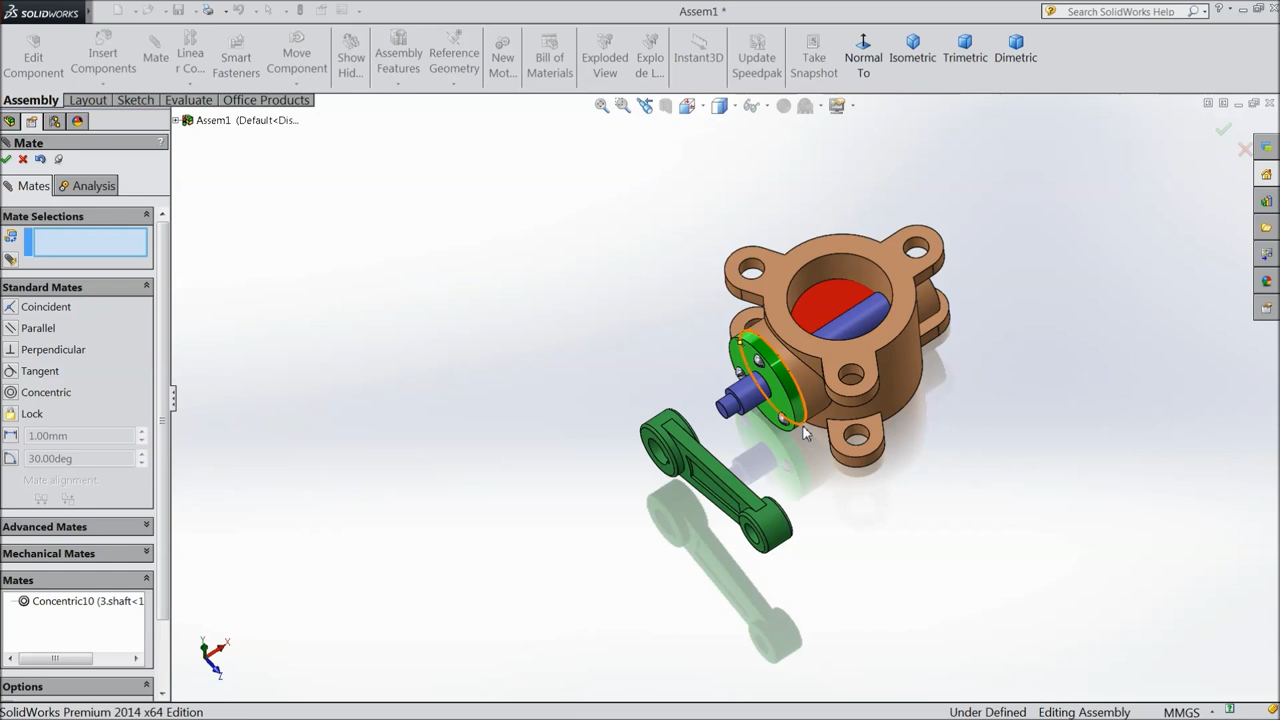 SOLIDWORKS
Assem1 *
Search SolidWorks Help
Edit Component
Insert Components
Mate
Linea r Co...
Smart Fasteners
Move Component
Show Hid...
Assembly Features
Reference Geometry
New Mot...
Bill of Materials
Exploded View
Explo de L...
Instant3D
Update Speedpak
Take Snapshot
Normal To
Isometric
Trimetric
Dimetric
Assembly
Layout
Sketch
Evaluate
Office Products
Assem1 (Default<Dis...
Mate
?
Mates
Analysis
Mate Selections
Standard Mates
Coincident
Parallel
Perpendicular
Tangent
Concentric
Lock
1.00mm
30.00deg
Mate alignment:
Advanced Mates
Mechanical Mates
Mates
Concentric10 (3.shaft<1
Options
Y
X
Z
SolidWorks Premium 2014 x64 Edition
Under Defined
Editing Assembly
MMGS